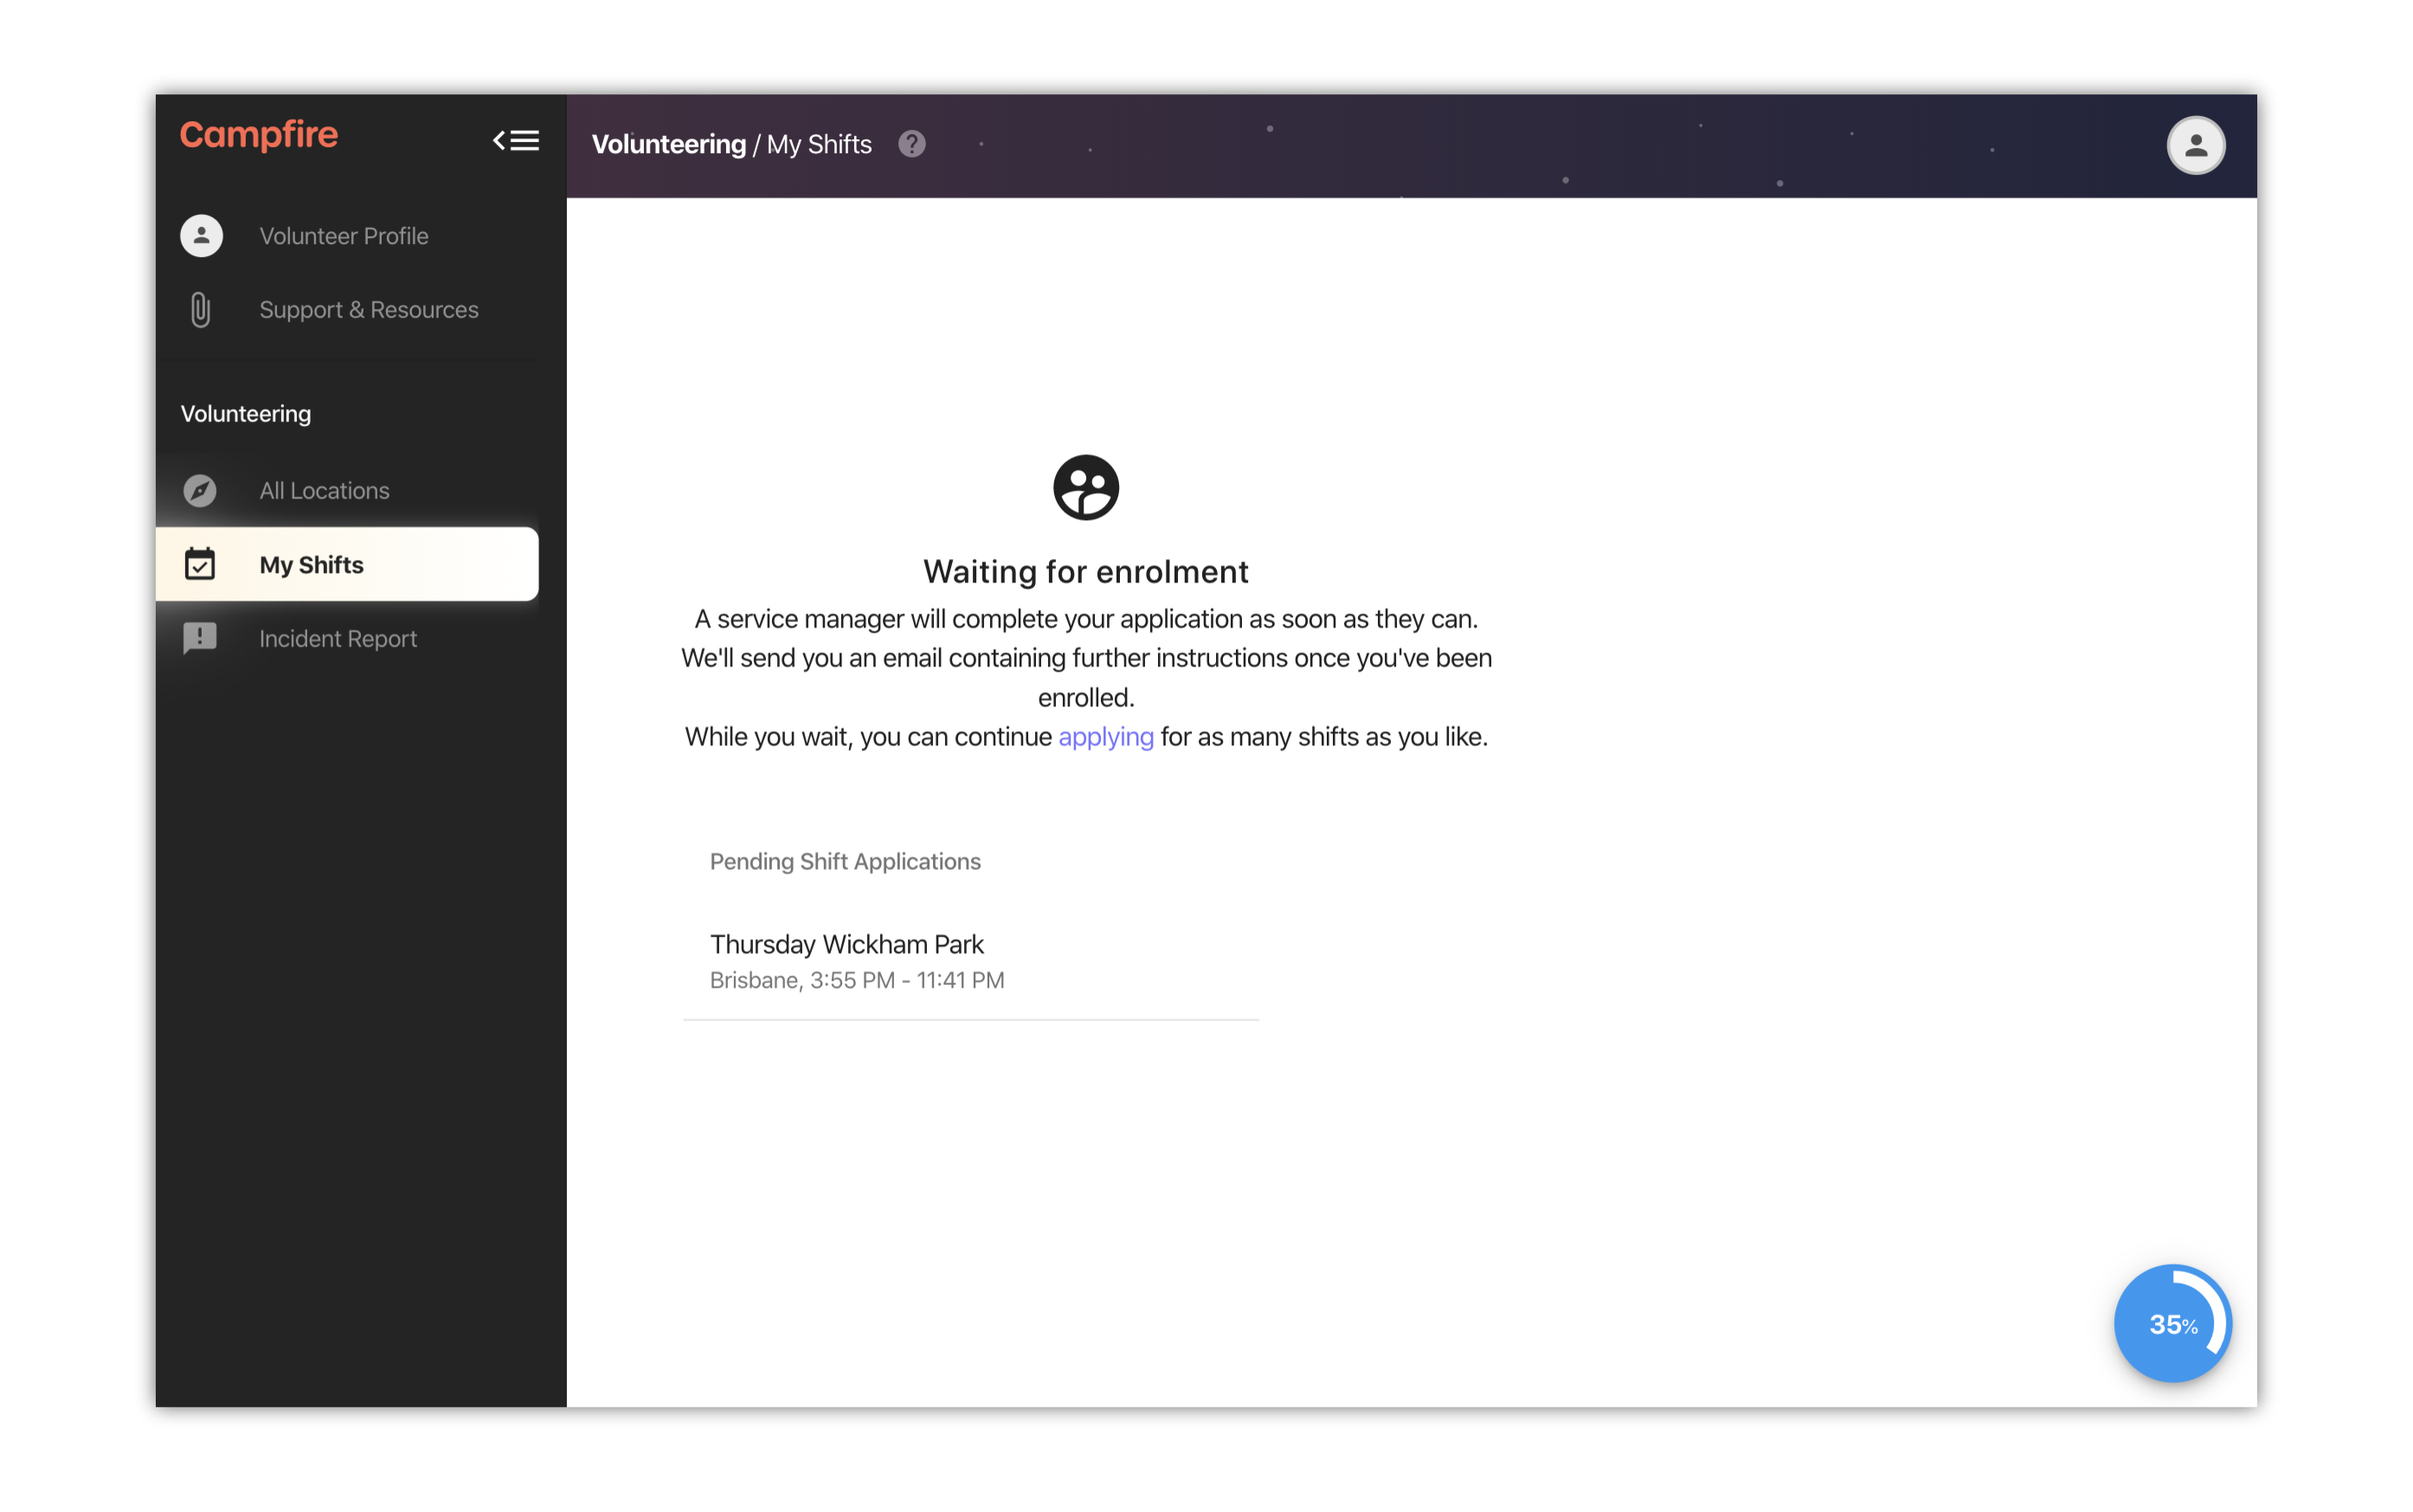 Campfire
Volunteer Profile
Support & Resources
Volunteering
All Locations
My Shifts
Incident Report
Volunteering / My Shifts
Waiting for enrolment
A service manager will complete your application as soon as they can.
We'll send you an email containing further instructions once you've been
enrolled.
While you wait, you can continue applying for as many shifts as you like.
Pending Shift Applications
Thursday Wickham Park
Brisbane, 3:55 PM - 11:41 PM
35%